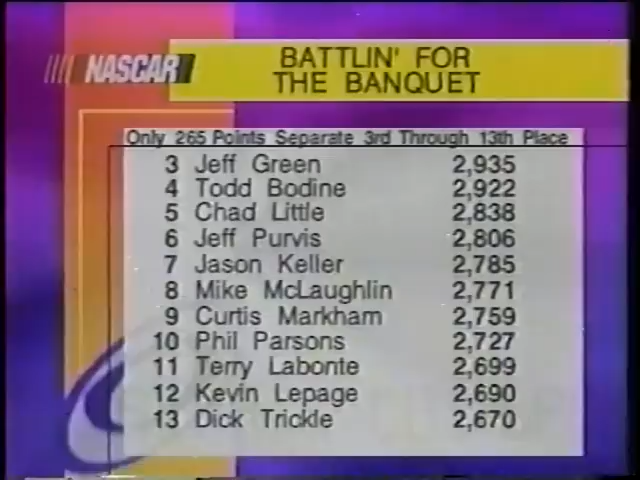 NASCAR
BATTLIN' FOR
THE BANQUET
Only 265 Points Separate 3rd Through 13th Place
3 Jeff Green 2,935
4 Todd Bodine 2,922
5 Chad Little 2,838
6 Jeff Purvis 2,806
7 Jason Keller 2,785
8 Mike McLaughlin 2,771
9 Curtis Markham 2,759
10 Phil Parsons 2,727
11 Terry Labonte 2,699
12 Kevin Lepage 2,690
13 Dick Trickle 2,670